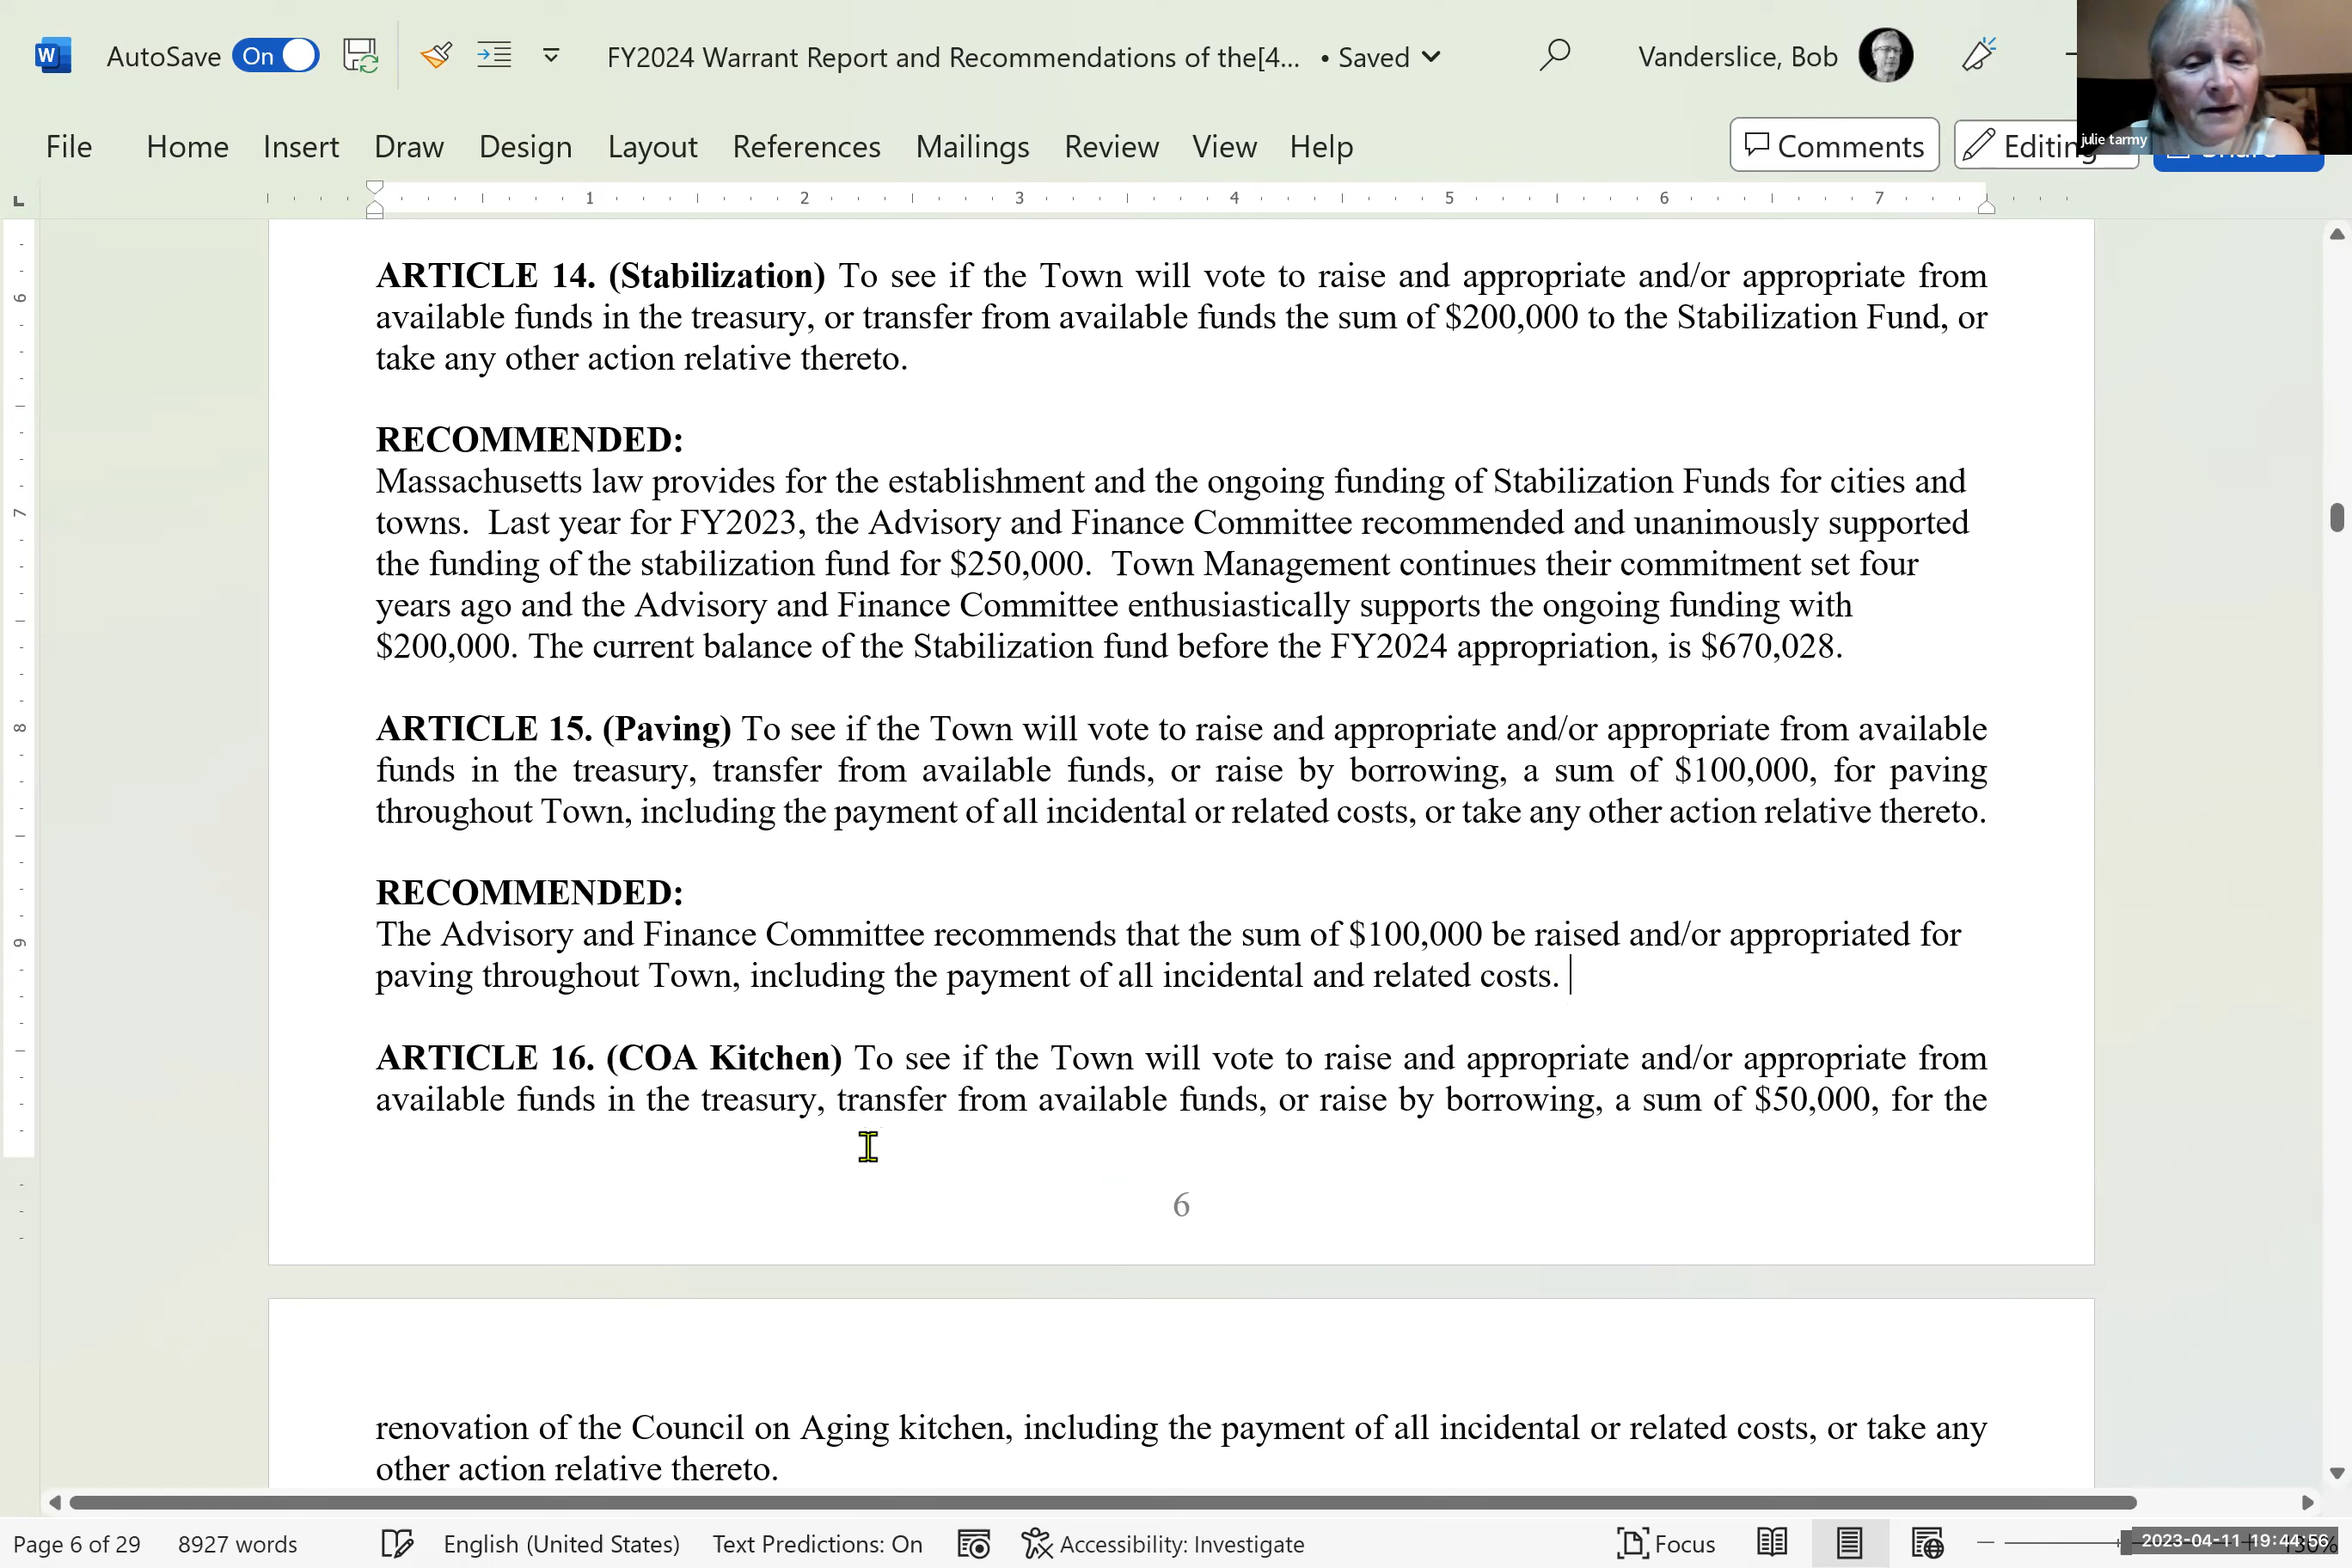 AutoSave On FY2024 Warrant Report and Recommendations of the[4... • Saved Vanderslice, Bob
File Home Insert Draw Design Layout References Mailings Review View Help Comments Editing
julie tarmy
1 2 3 4 5 6 7
ARTICLE 14. (Stabilization) To see if the Town will vote to raise and appropriate and/or appropriate from
available funds in the treasury, or transfer from available funds the sum of $200,000 to the Stabilization Fund, or
take any other action relative thereto.
RECOMMENDED:
Massachusetts law provides for the establishment and the ongoing funding of Stabilization Funds for cities and
towns.  Last year for FY2023, the Advisory and Finance Committee recommended and unanimously supported
the funding of the stabilization fund for $250,000.  Town Management continues their commitment set four
years ago and the Advisory and Finance Committee enthusiastically supports the ongoing funding with
$200,000. The current balance of the Stabilization fund before the FY2024 appropriation, is $670,028.
ARTICLE 15. (Paving) To see if the Town will vote to raise and appropriate and/or appropriate from available
funds in the treasury, transfer from available funds, or raise by borrowing, a sum of $100,000, for paving
throughout Town, including the payment of all incidental or related costs, or take any other action relative thereto.
RECOMMENDED:
The Advisory and Finance Committee recommends that the sum of $100,000 be raised and/or appropriated for
paving throughout Town, including the payment of all incidental and related costs.
ARTICLE 16. (COA Kitchen) To see if the Town will vote to raise and appropriate and/or appropriate from
available funds in the treasury, transfer from available funds, or raise by borrowing, a sum of $50,000, for the
6
renovation of the Council on Aging kitchen, including the payment of all incidental or related costs, or take any
other action relative thereto.
6
7
8
9
Page 6 of 29 8927 words English (United States) Text Predictions: On Accessibility: Investigate Focus 2023-04-11 19:44:56